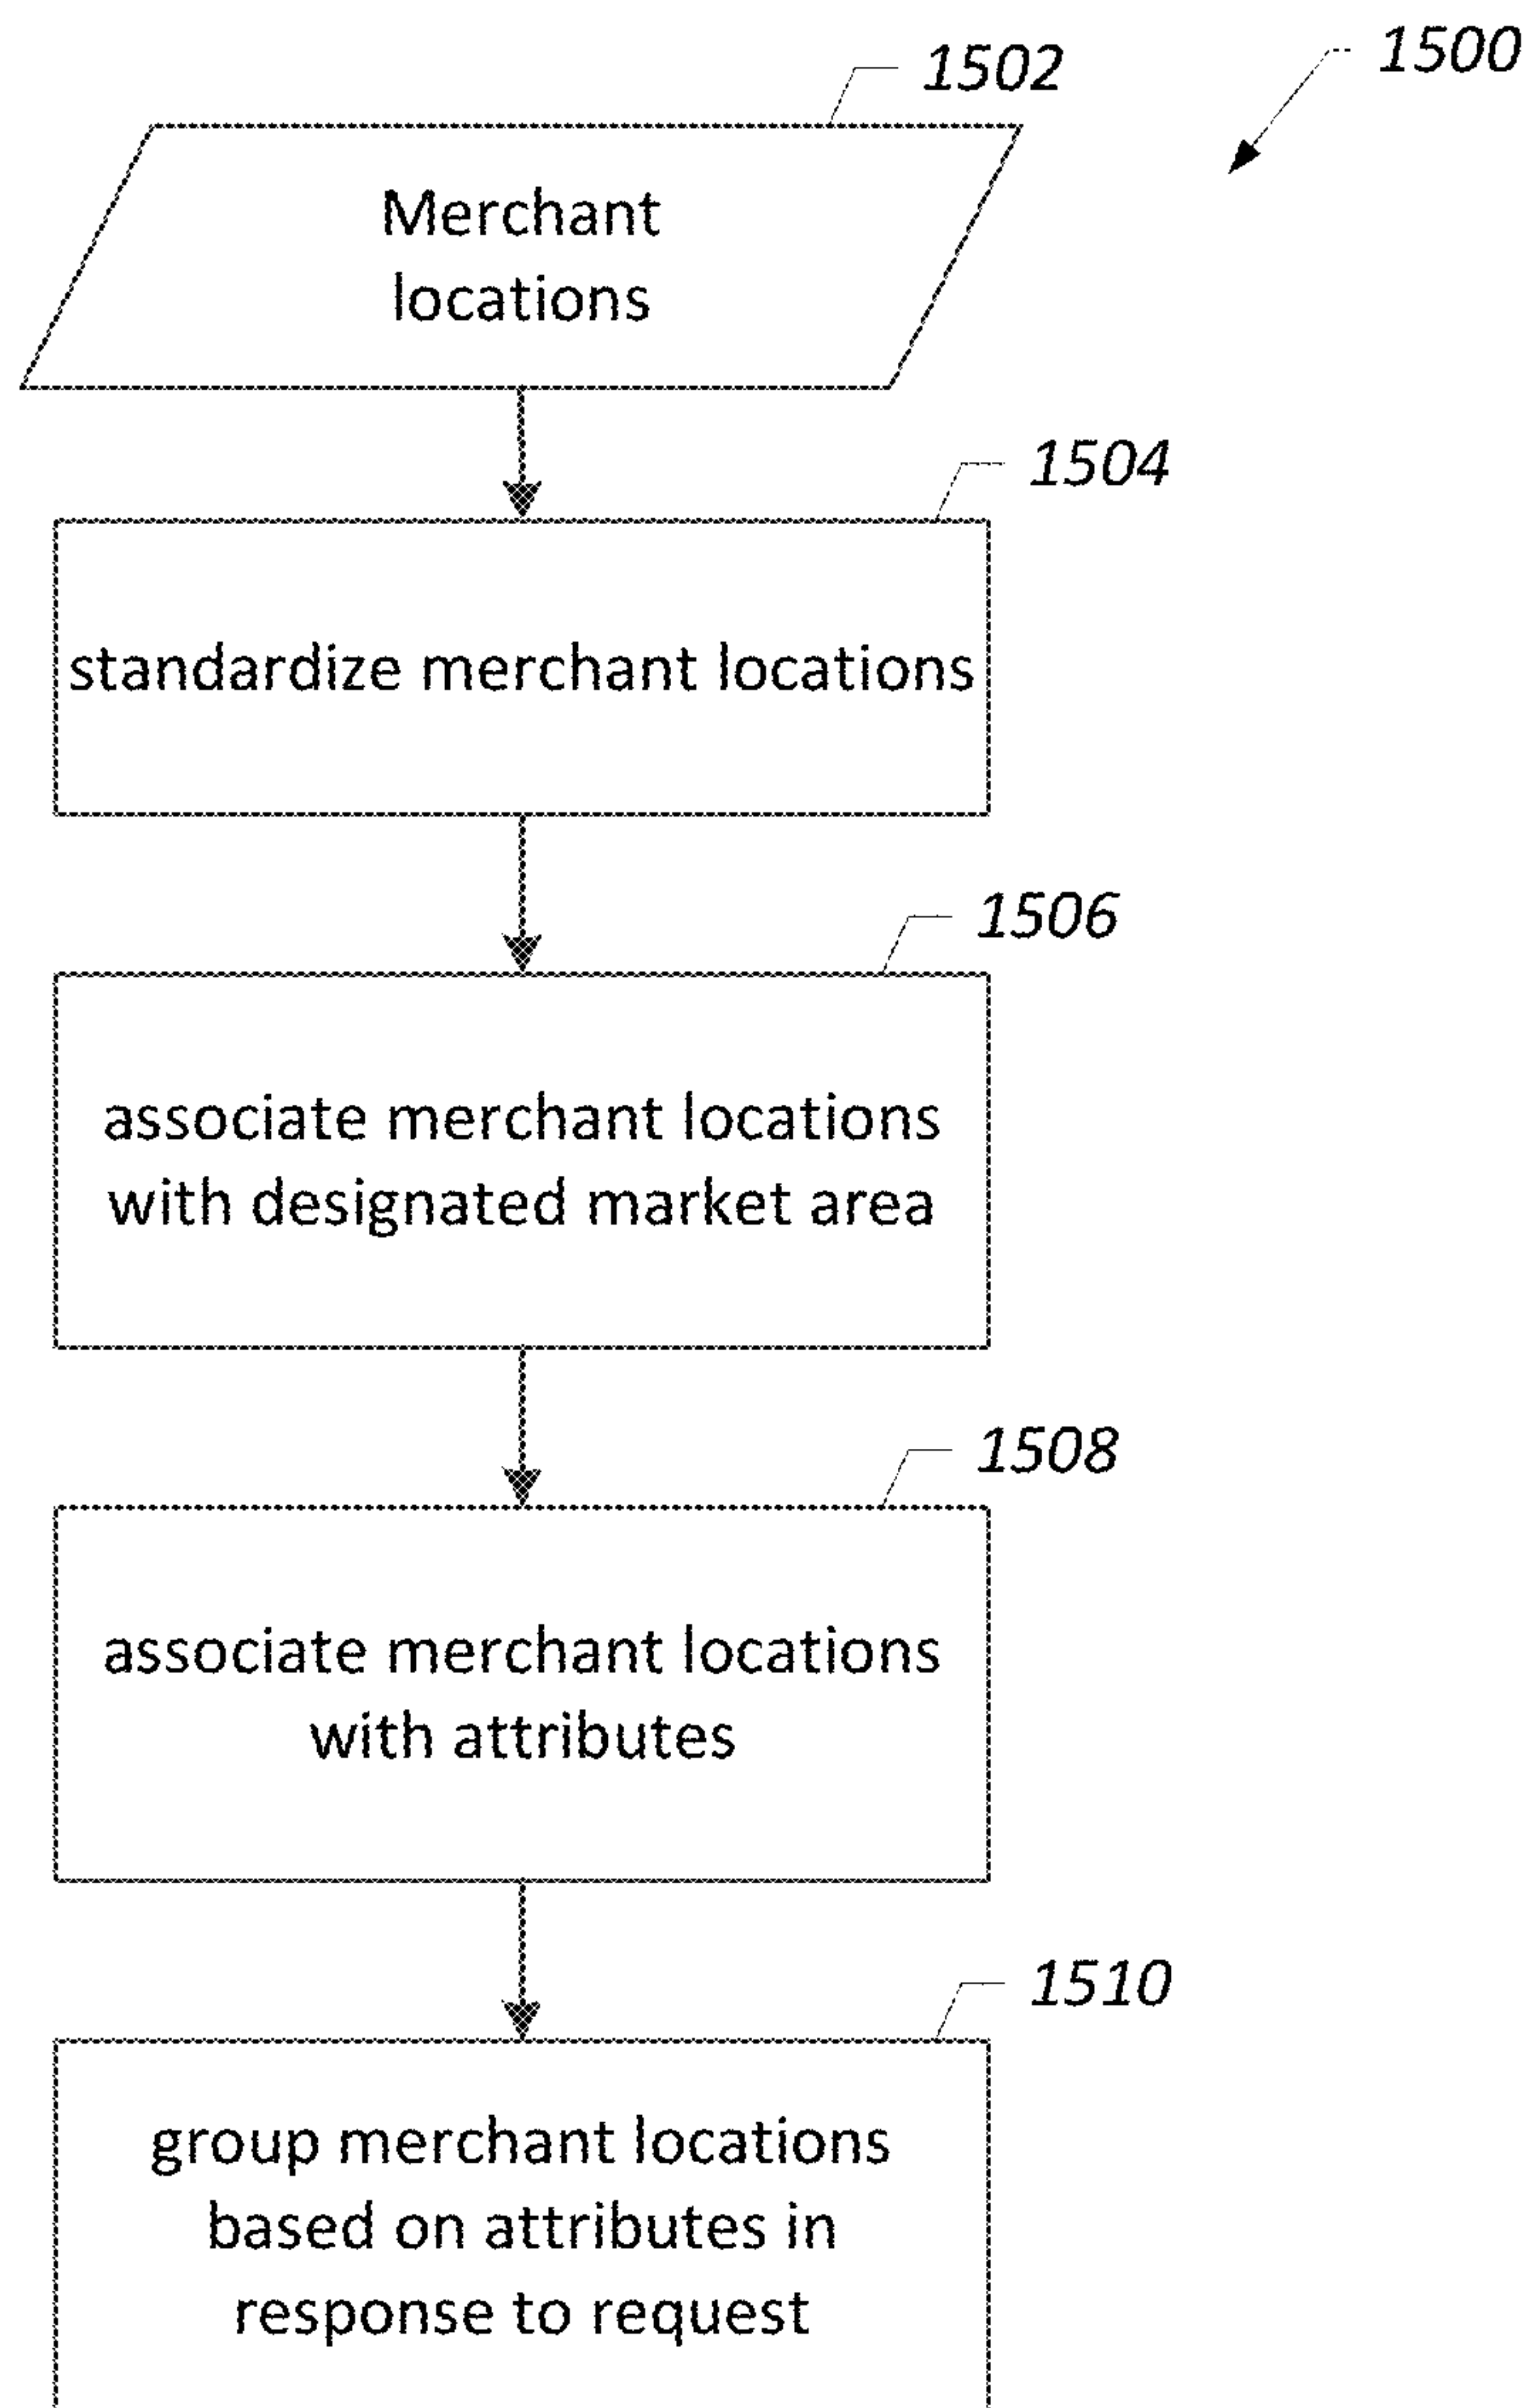 1500
1502
Merchant
locations
1504
standardize merchant locations
1506
associate merchant locations
with designated market area
1508
associate merchant locations
with attributes
1510
group merchant locations
based on attributes in
response to request